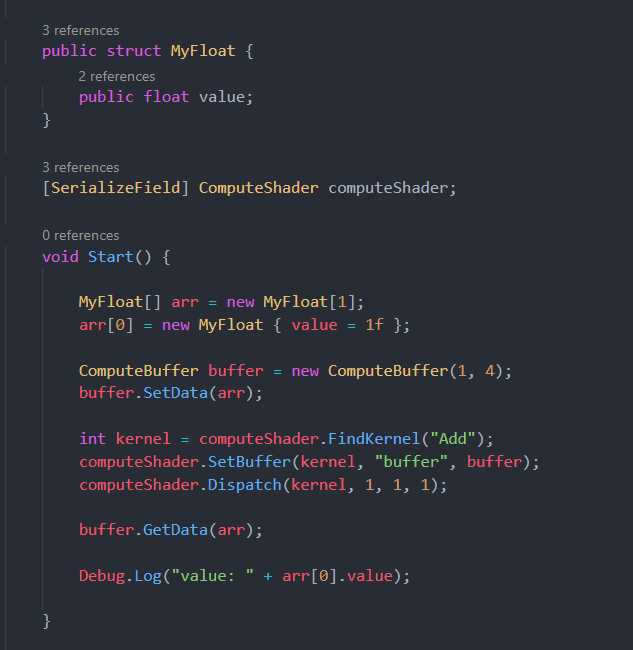 3 references
public struct MyFloat {
2 references
public float value;
}
3 references
[SerializeField] ComputeShader computeShader;
0 references
void Start() {
MyFloat[] arr = new MyFloat[1];
arr[0] = new MyFloat { value = 1f };
ComputeBuffer buffer = new ComputeBuffer(1, 4);
buffer.SetData(arr);
int kernel = computeShader.FindKernel("Add");
computeShader.SetBuffer(kernel, "buffer", buffer);
computeShader.Dispatch(kernel, 1, 1, 1);
buffer.GetData(arr);
Debug.Log("value: " + arr[0].value);
}